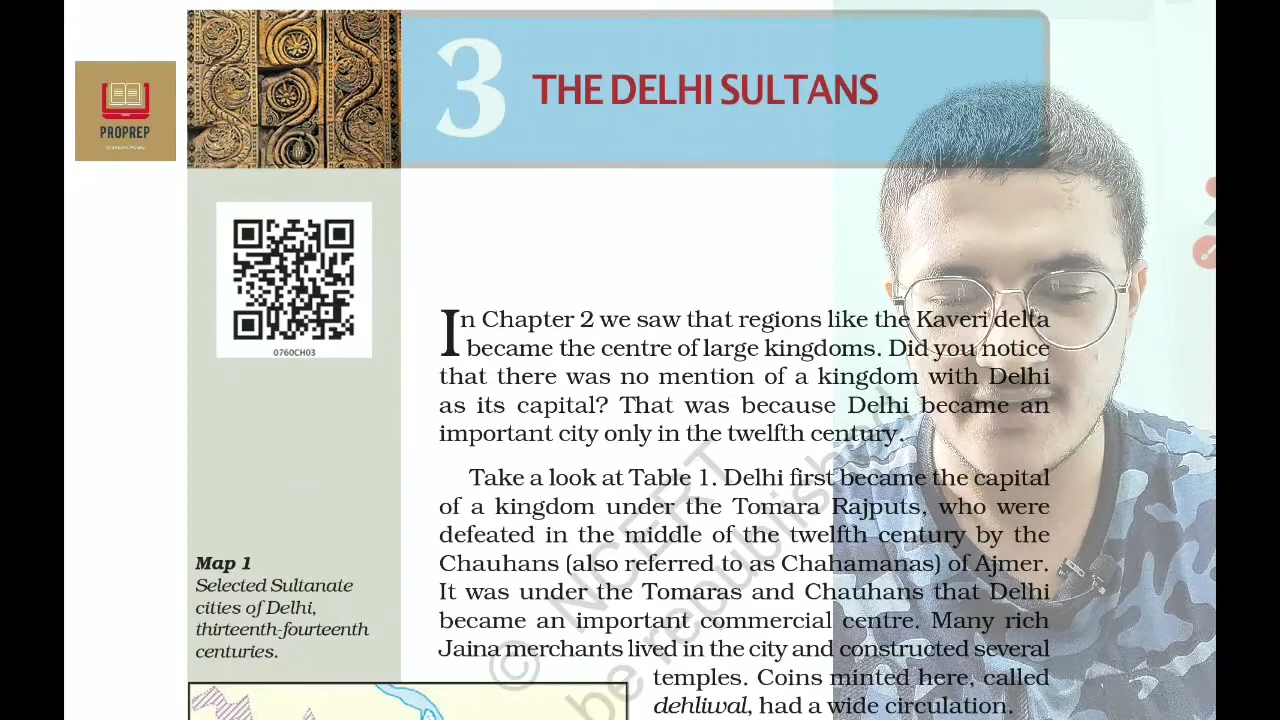 3
THE DELHI SULTANS
PROPREP
0760CH03
In Chapter 2 we saw that regions like the Kaveri delta
became the centre of large kingdoms. Did you notice
that there was no mention of a kingdom with Delhi
as its capital? That was because Delhi became an
important city only in the twelfth century.
Take a look at Table 1. Delhi first became the capital
of a kingdom under the Tomara Rajputs, who were
defeated in the middle of the twelfth century by the
Chauhans (also referred to as Chahamanas) of Ajmer.
It was under the Tomaras and Chauhans that Delhi
became an important commercial centre. Many rich
Jaina merchants lived in the city and constructed several
temples. Coins minted here, called
dehliwal, had a wide circulation.
Map 1
Selected Sultanate
cities of Delhi,
thirteenth-fourteenth
centuries.
© NCERT
be republished